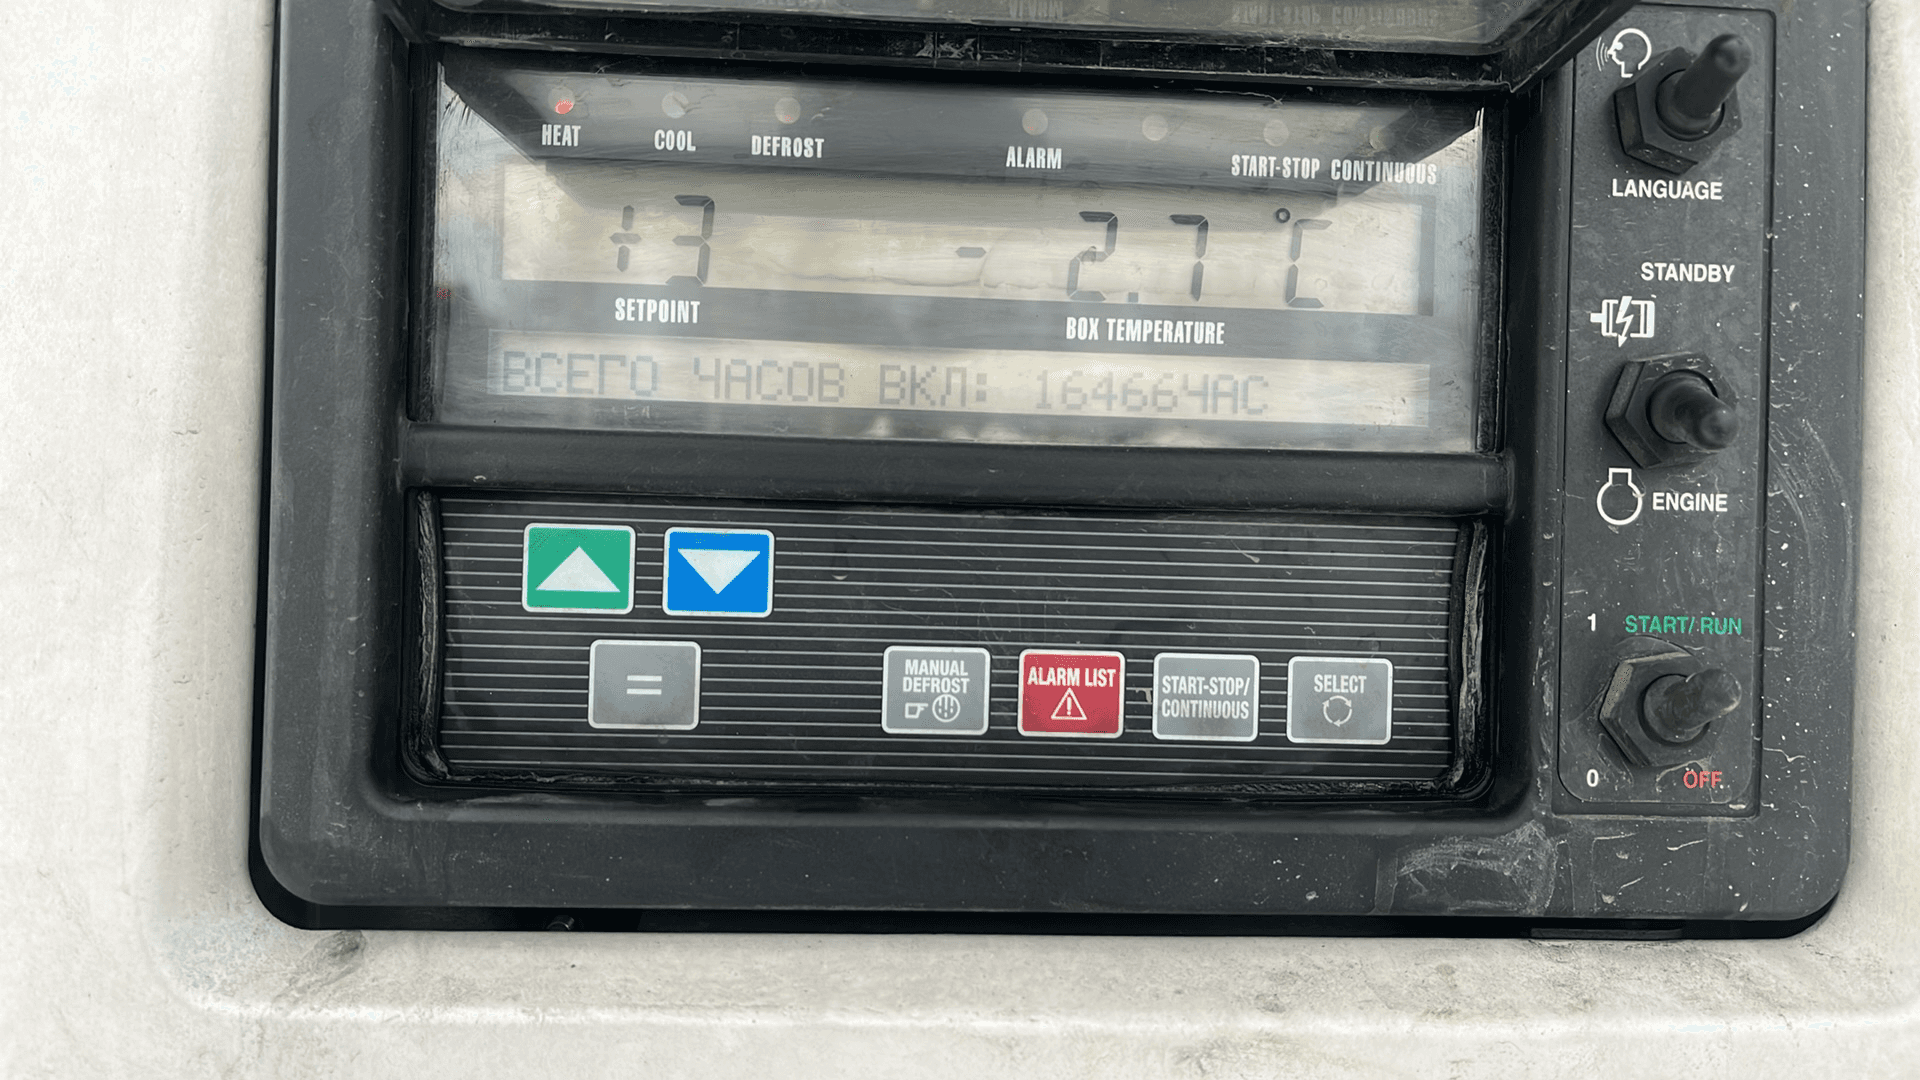 HEAT COOL DEFROST ALARM START-STOP CONTINUOUS
+3 -2.7 °C
SETPOINT BOX TEMPERATURE
ВСЕГО ЧАСОВ ВКЛ: 16466ЧАС
LANGUAGE
STANDBY
ENGINE
1 START/RUN
0 OFF
=
MANUAL DEFROST
ALARM LIST
START-STOP/
CONTINUOUS
SELECT